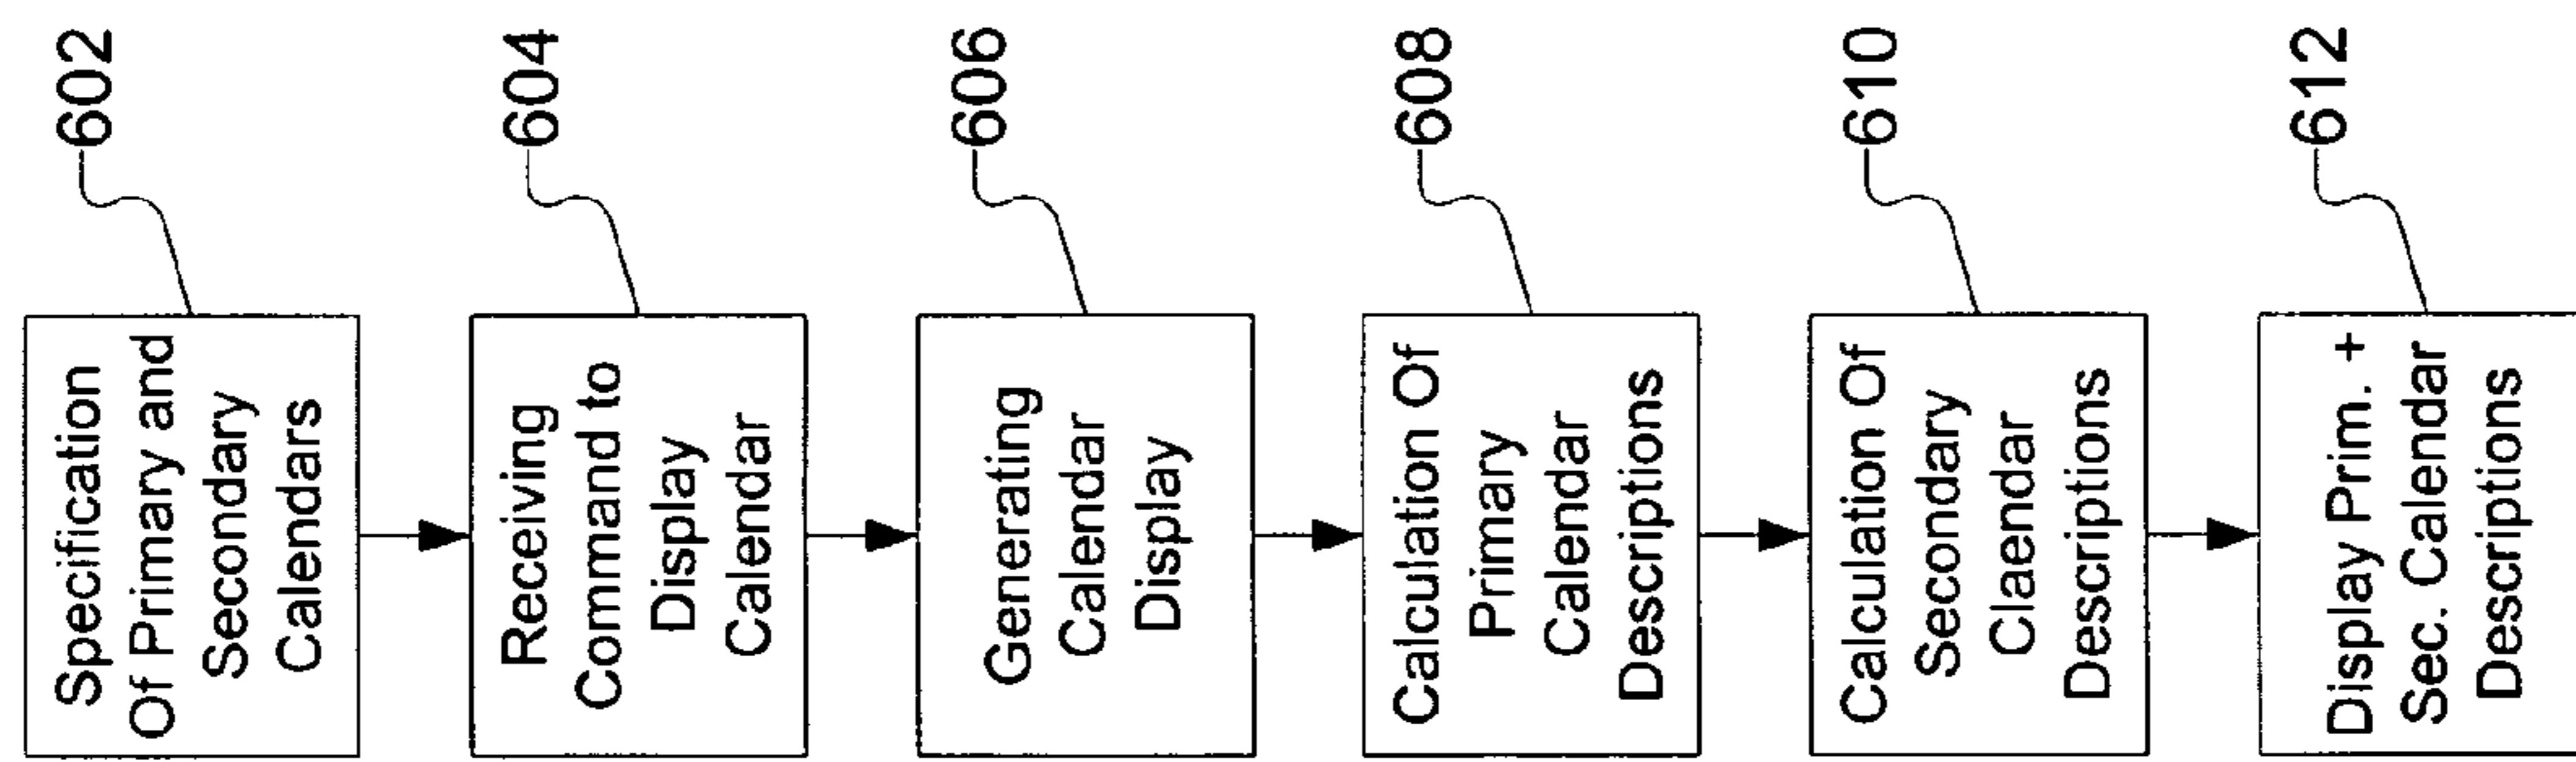 Specification
Of Primary and
Secondary
Calendars
602
Receiving
Command to
Display
Calendar
604
Generating
Calendar
Display
606
Calculation Of
Primary
Calendar
Descriptions
608
Calculation Of
Secondary
Claendar
Descriptions
610
Display Prim. +
Sec. Calendar
Descriptions
612